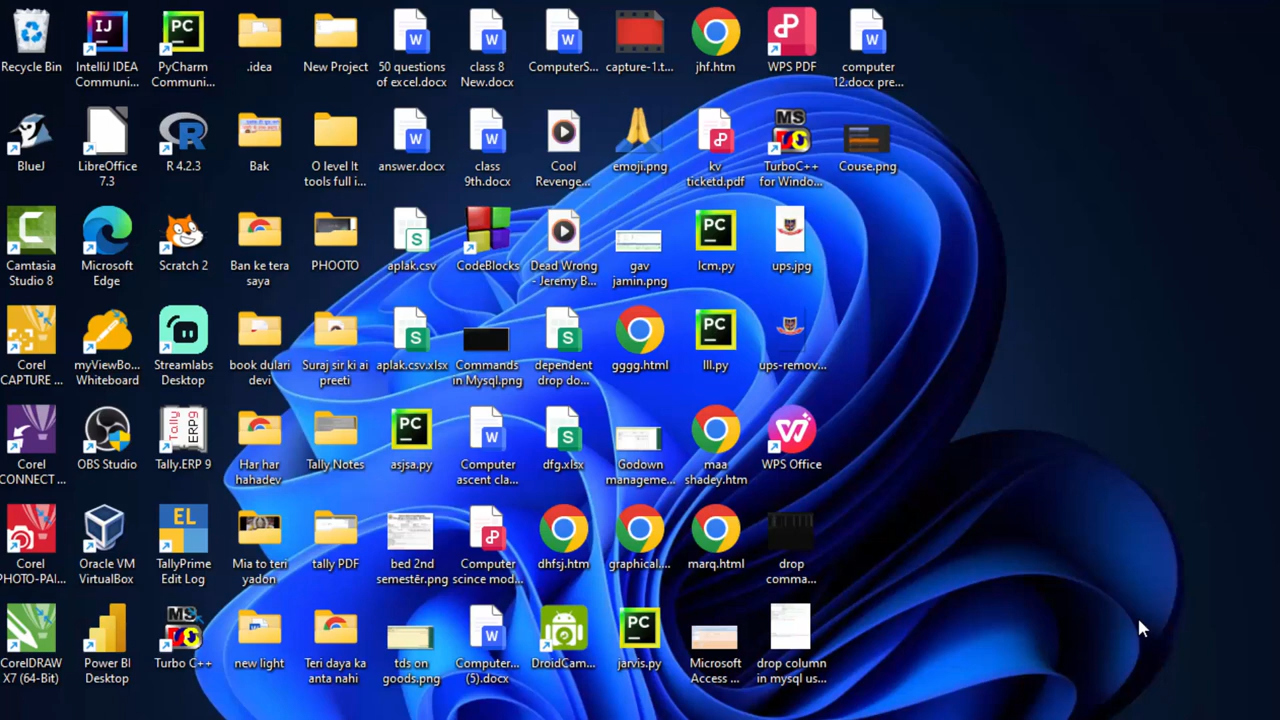 Recycle Bin
IntelliJ IDEA
Communi...
PyCharm
Communi...
.idea
New Project
50 questions
of excel.docx
class 8
New.docx
ComputerS...
capture-1.t...
jhf.htm
WPS PDF
computer
12.docx pre...
BlueJ
LibreOffice
7.3
R 4.2.3
Bak
O level It
tools full i...
answer.docx
class
9th.docx
Cool
Revenge...
emoji.png
kv
ticketd.pdf
TurboC++
for Windo...
Couse.png
Camtasia
Studio 8
Microsoft
Edge
Scratch 2
Ban ke tera
saya
PHOOTO
aplak.csv
CodeBlocks
Dead Wrong
- Jeremy B...
gav
jamin.png
lcm.py
ups.jpg
Corel
CAPTURE ...
myViewBo...
Whiteboard
Streamlabs
Desktop
book dulari
devi
Suraj sir ki ai
preeti
aplak.csv.xlsx
Commands
in Mysql.png
dependent
drop do...
gggg.html
lll.py
ups-remov...
Corel
CONNECT ...
OBS Studio
Tally.ERP 9
Har har
hahadev
Tally Notes
asjsa.py
Computer
ascent cla...
dfg.xlsx
Godown
manageme...
maa
shadey.htm
WPS Office
Corel
PHOTO-PAI...
Oracle VM
VirtualBox
TallyPrime
Edit Log
Mia to teri
yadon
tally PDF
bed 2nd
semester.png
Computer
scince mod...
dhfsj.htm
graphical....
marq.html
drop
comma...
CorelDRAW
X7 (64-Bit)
Power BI
Desktop
Turbo C++
new light
Teri daya ka
anta nahi
tds on
goods.png
Computer...
(5).docx
DroidCam...
jarvis.py
Microsoft
Access ...
drop column
in mysql us...